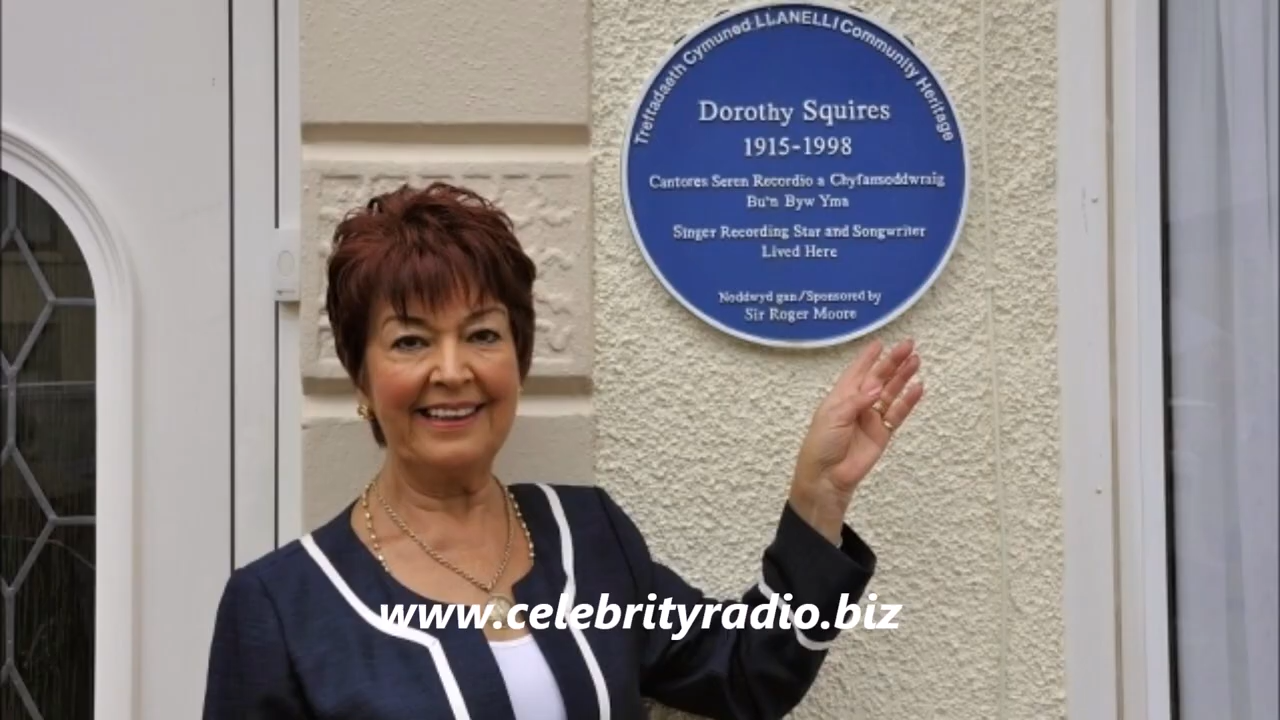 Treftadaeth Cymuned LLANELLI Community Heritage
Dorothy Squires
1915-1998
Cantores Seren Recordio a Chyfansoddwraig
Bu'n Byw Yma
Singer Recording Star and Songwriter
Lived Here
Noddwyd gan/Sponsored by
Sir Roger Moore
www.celebrityradio.biz